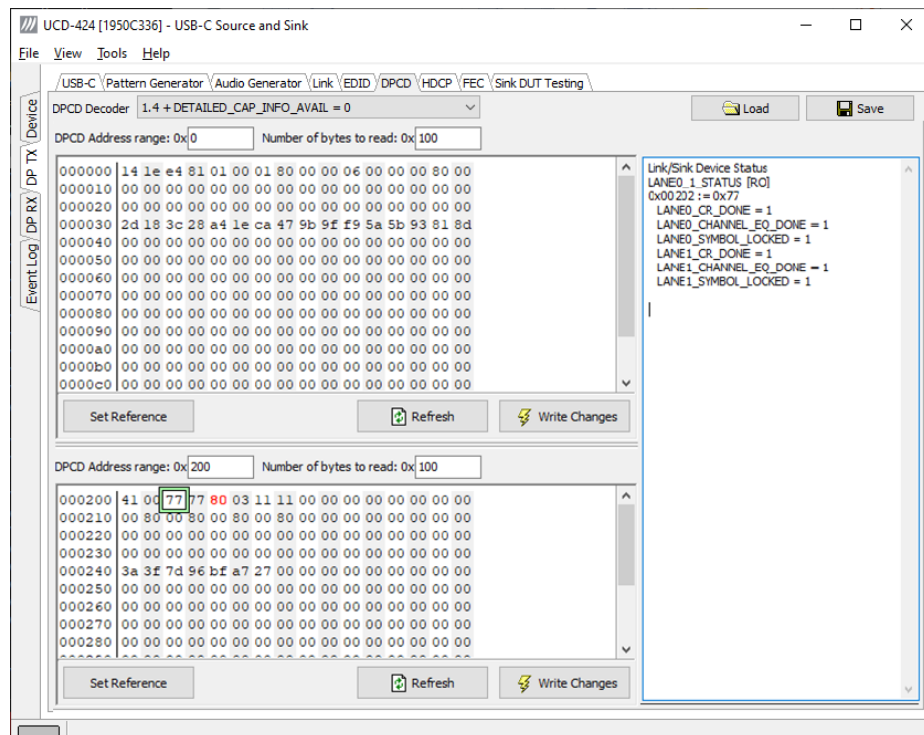 UCD-424 [1950C336] - USB-C Source and Sink
File View Tools Help
USB-C Pattern Generator Audio Generator Link EDID DPCD HDCP FEC Sink DUT Testing
Device
DP TX
DP RX
Event Log
DPCD Decoder 1.4 + DETAILED_CAP_INFO_AVAIL = 0
Load Save
DPCD Address range: 0x 0 Number of bytes to read: 0x 100
000000 14 1e e4 81 01 00 01 80 00 00 06 00 00 00 80 00
000010 00 00 00 00 00 00 00 00 00 00 00 00 00 00 00 00
000020 00 00 00 00 00 00 00 00 00 00 00 00 00 00 00 00
000030 2d 18 3c 28 a4 1e ca 47 9b 9f f9 5a 5b 93 81 8d
000040 00 00 00 00 00 00 00 00 00 00 00 00 00 00 00 00
000050 00 00 00 00 00 00 00 00 00 00 00 00 00 00 00 00
000060 00 00 00 00 00 00 00 00 00 00 00 00 00 00 00 00
000070 00 00 00 00 00 00 00 00 00 00 00 00 00 00 00 00
000080 00 00 00 00 00 00 00 00 00 00 00 00 00 00 00 00
000090 00 00 00 00 00 00 00 00 00 00 00 00 00 00 00 00
0000a0 00 00 00 00 00 00 00 00 00 00 00 00 00 00 00 00
0000b0 00 00 00 00 00 00 00 00 00 00 00 00 00 00 00 00
0000c0 00 00 00 00 00 00 00 00 00 00 00 00 00 00 00 00
Set Reference Refresh Write Changes
DPCD Address range: 0x 200 Number of bytes to read: 0x 100
000200 41 00 77 77 80 03 11 11 00 00 00 00 00 00 00 00
000210 00 80 00 80 00 80 00 80 00 00 00 00 00 00 00 00
000220 00 00 00 00 00 00 00 00 00 00 00 00 00 00 00 00
000230 00 00 00 00 00 00 00 00 00 00 00 00 00 00 00 00
000240 3a 3f 7d 96 bf a7 27 00 00 00 00 00 00 00 00 00
000250 00 00 00 00 00 00 00 00 00 00 00 00 00 00 00 00
000260 00 00 00 00 00 00 00 00 00 00 00 00 00 00 00 00
000270 00 00 00 00 00 00 00 00 00 00 00 00 00 00 00 00
000280 00 00 00 00 00 00 00 00 00 00 00 00 00 00 00 00
Set Reference Refresh Write Changes
Link/Sink Device Status
LANE0_1_STATUS [RO]
0x00202 := 0x77
LANE0_CR_DONE = 1
LANE0_CHANNEL_EQ_DONE = 1
LANE0_SYMBOL_LOCKED = 1
LANE1_CR_DONE = 1
LANE1_CHANNEL_EQ_DONE = 1
LANE1_SYMBOL_LOCKED = 1